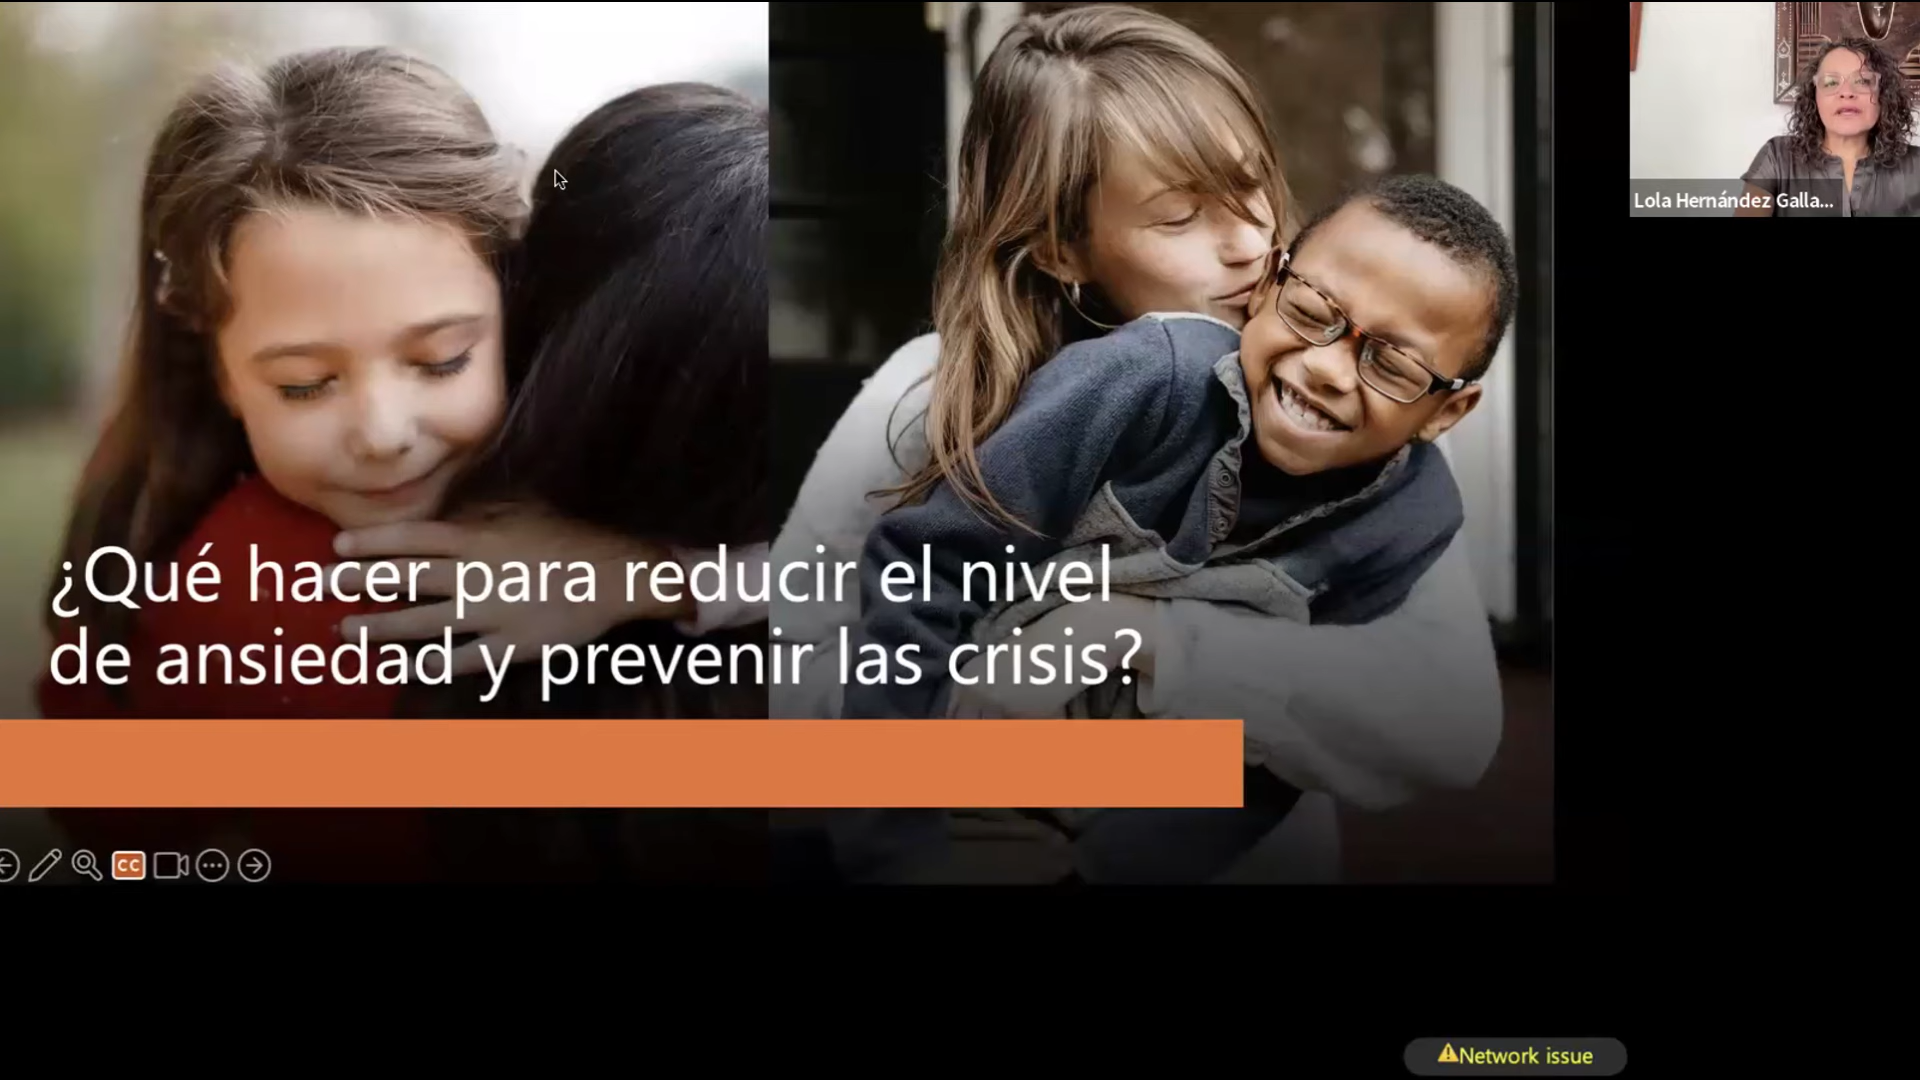 ¿Qué hacer para reducir el nivel
de ansiedad y prevenir las crisis?
Lola Hernández Galla...
CC
Network issue